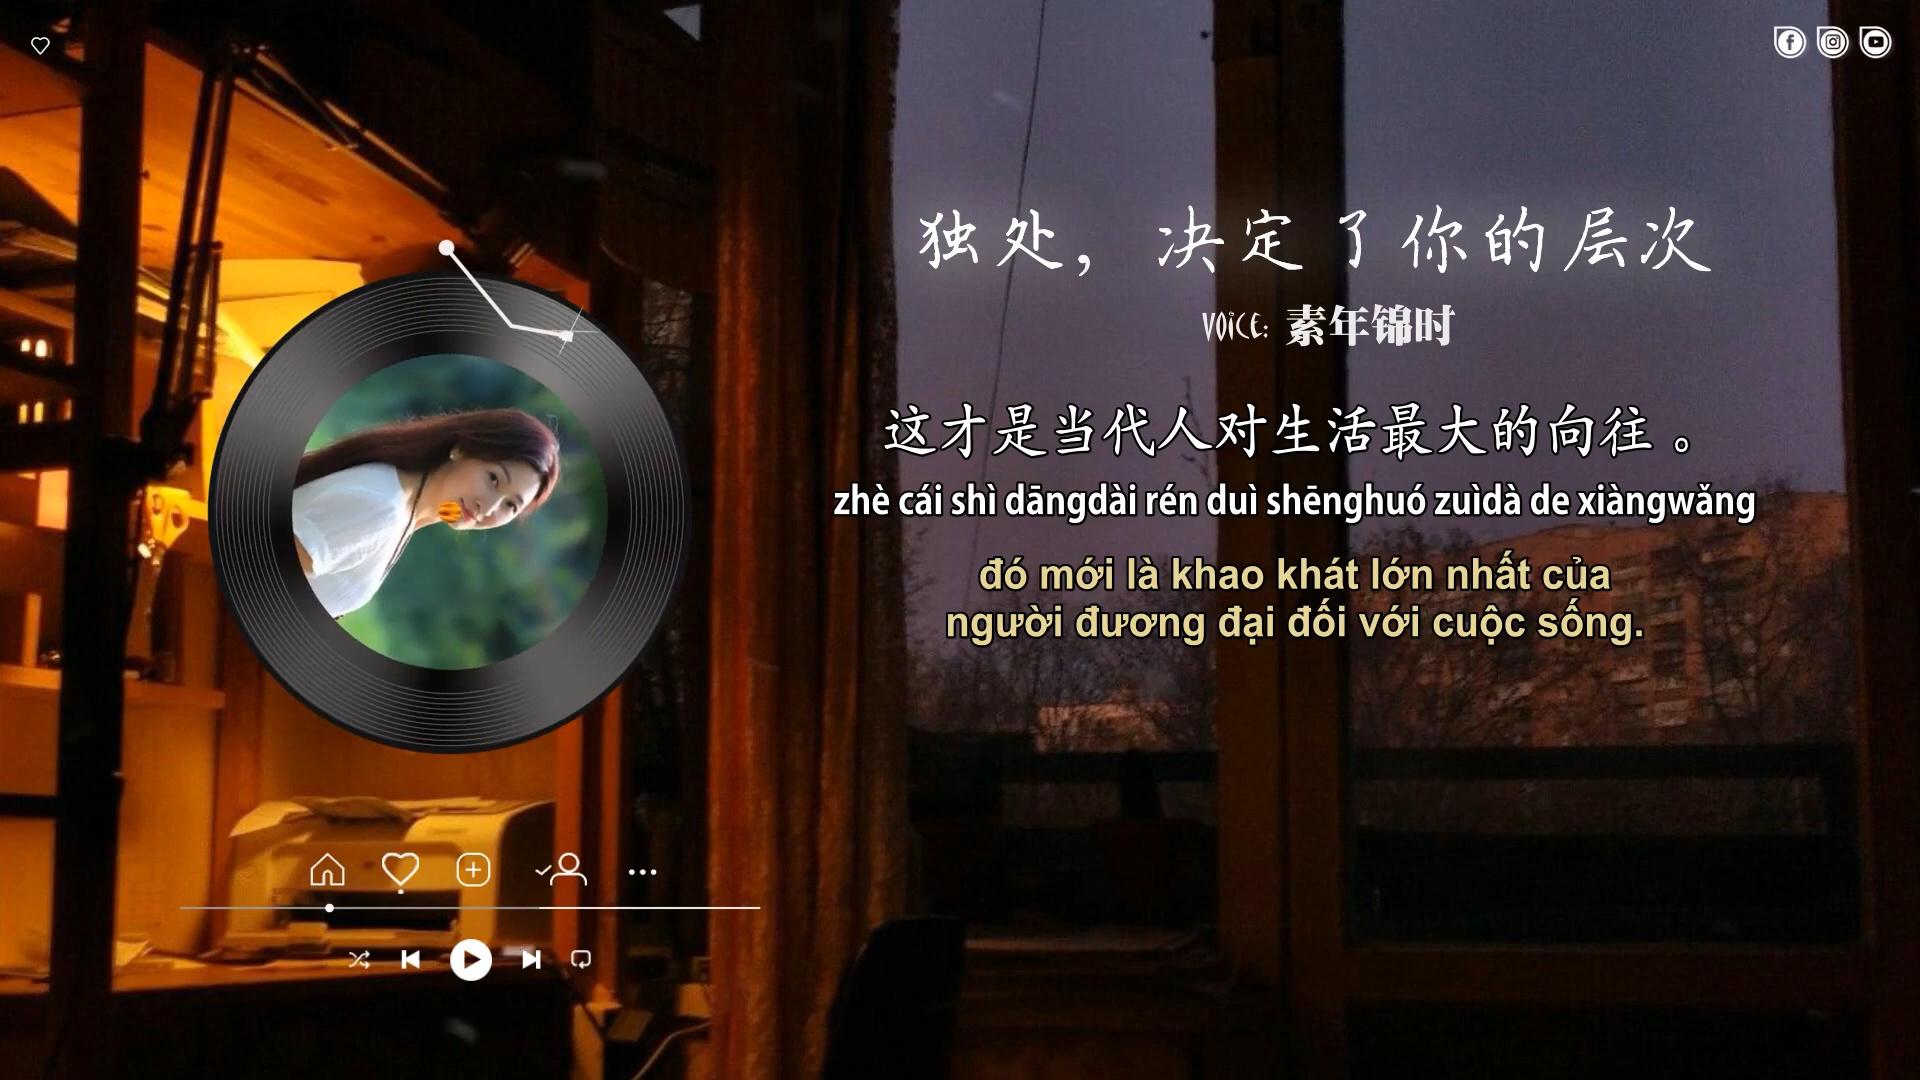 独处，决定了你的层次
VOiCE: 素年锦时
这才是当代人对生活最大的向往。
zhè cái shì dāngdài rén duì shēnghuó zuìdà de xiàngwǎng
đó mới là khao khát lớn nhất của
người đương đại đối với cuộc sống.